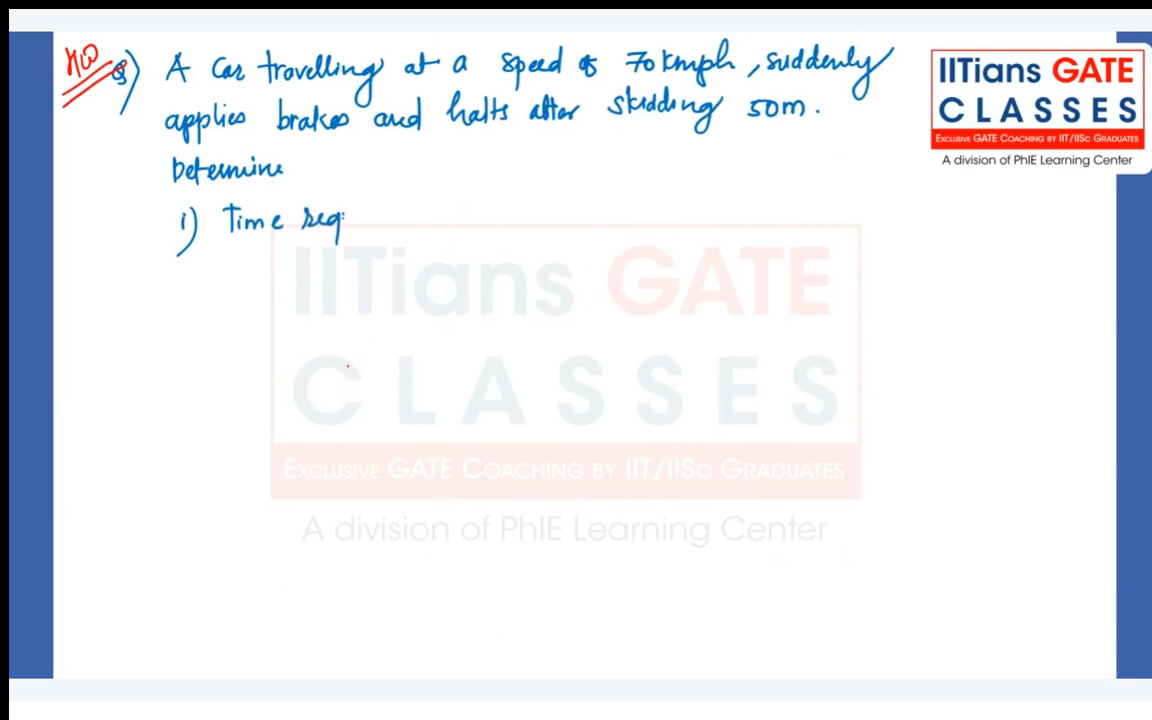 HW Q) A Car travelling at a speed of 70 kmph, suddenly
applies brakes and halts after skidding 50m.
Determine
i) Time req:
IITians GATE
CLASSES
EXCLUSIVE GATE COACHING BY IIT/IISC GRADUATES
A division of PhIE Learning Center
IITians GATE
CLASSES
EXCLUSIVE GATE COACHING BY IIT/IISC GRADUATES
A division of PhIE Learning Center